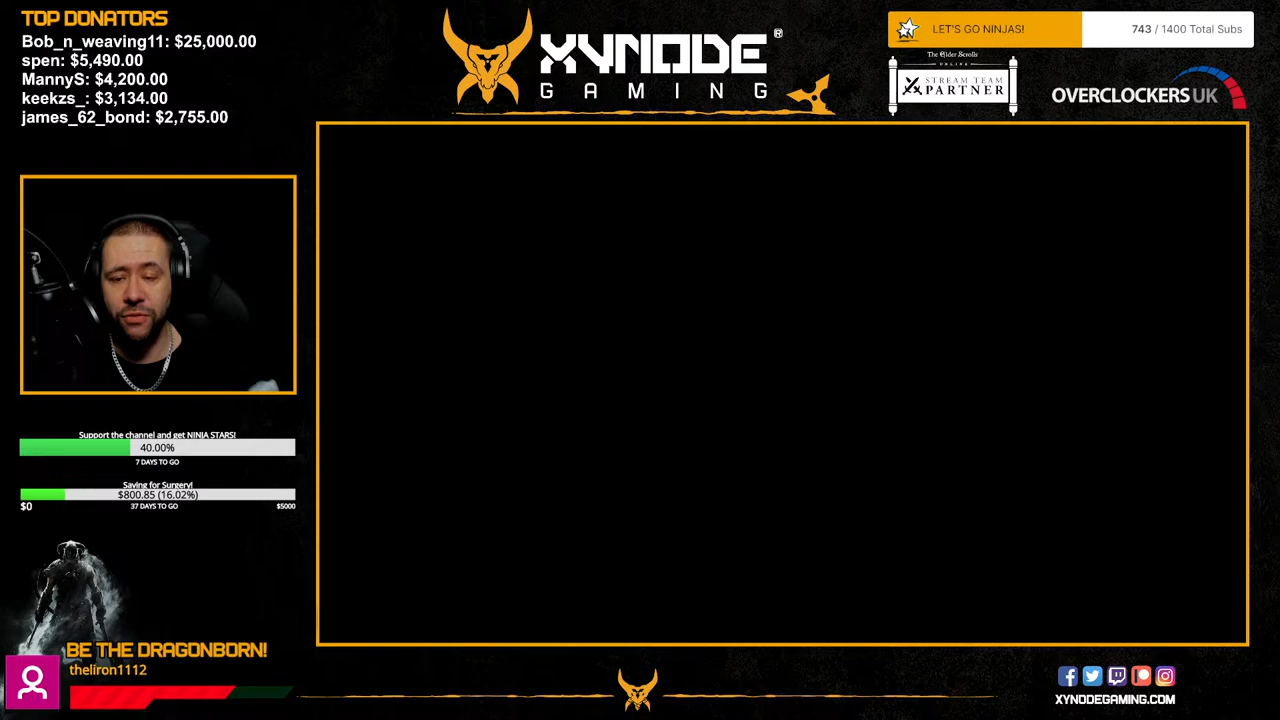 TOP DONATORS
Bob_n_weaving11: $25,000.00
spen: $5,490.00
MannyS: $4,200.00
keekzs_: $3,134.00
james_62_bond: $2,755.00
XYNODE®
GAMING
LET'S GO NINJAS!
743 / 1400 Total Subs
The Elder Scrolls
ONLINE
STREAM TEAM
PARTNER
OVERCLOCKERS UK
Support the channel and get NINJA STARS!
40.00%
7 DAYS TO GO
Saving for Surgery!
$800.85 (16.02%)
$0
37 DAYS TO GO
$5000
BE THE DRAGONBORN!
theliron1112
XYNODEGAMING.COM